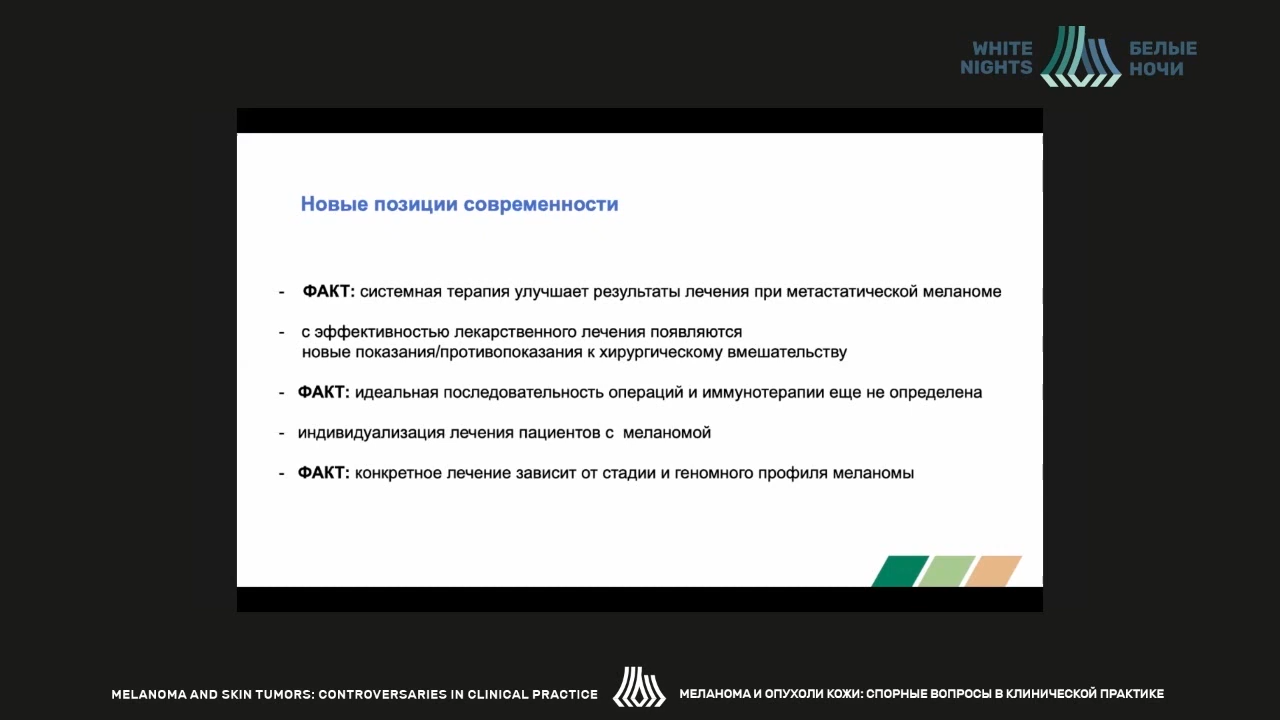 WHITE
NIGHTS
БЕЛЫЕ
НОЧИ
Новые позиции современности
- ФАКТ: системная терапия улучшает результаты лечения при метастатической меланоме
- с эффективностью лекарственного лечения появляются
новые показания/противопоказания к хирургическому вмешательству
- ФАКТ: идеальная последовательность операций и иммунотерапии еще не определена
- индивидуализация лечения пациентов с меланомой
- ФАКТ: конкретное лечение зависит от стадии и геномного профиля меланомы
MELANOMA AND SKIN TUMORS: CONTROVERSARIES IN CLINICAL PRACTICE
МЕЛАНОМА И ОПУХОЛИ КОЖИ: СПОРНЫЕ ВОПРОСЫ В КЛИНИЧЕСКОЙ ПРАКТИКЕ